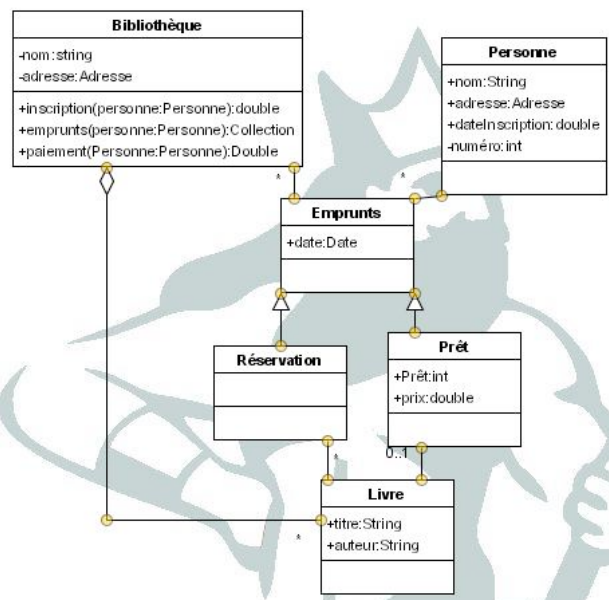 Bibliothèque
-nom:string
-adresse:Adresse
+inscription(personne:Personne):double
+emprunts(personne:Personne):Collection
+paiement(Personne:Personne):Double
Personne
+nom:String
+adresse:Adresse
+dateInscription:double
-numéro:int
*
*
Emprunts
+date:Date
Réservation
Prêt
+Prêt:int
+prix:double
*
0..1
Livre
+titre:String
+auteur:String
*